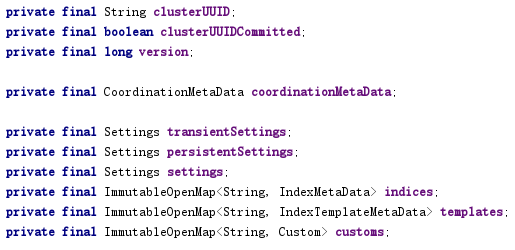 private final String clusterUUID;
private final boolean clusterUUIDCommitted;
private final long version;
private final CoordinationMetaData coordinationMetaData;
private final Settings transientSettings;
private final Settings persistentSettings;
private final Settings settings;
private final ImmutableOpenMap<String, IndexMetaData> indices;
private final ImmutableOpenMap<String, IndexTemplateMetaData> templates;
private final ImmutableOpenMap<String, Custom> customs;